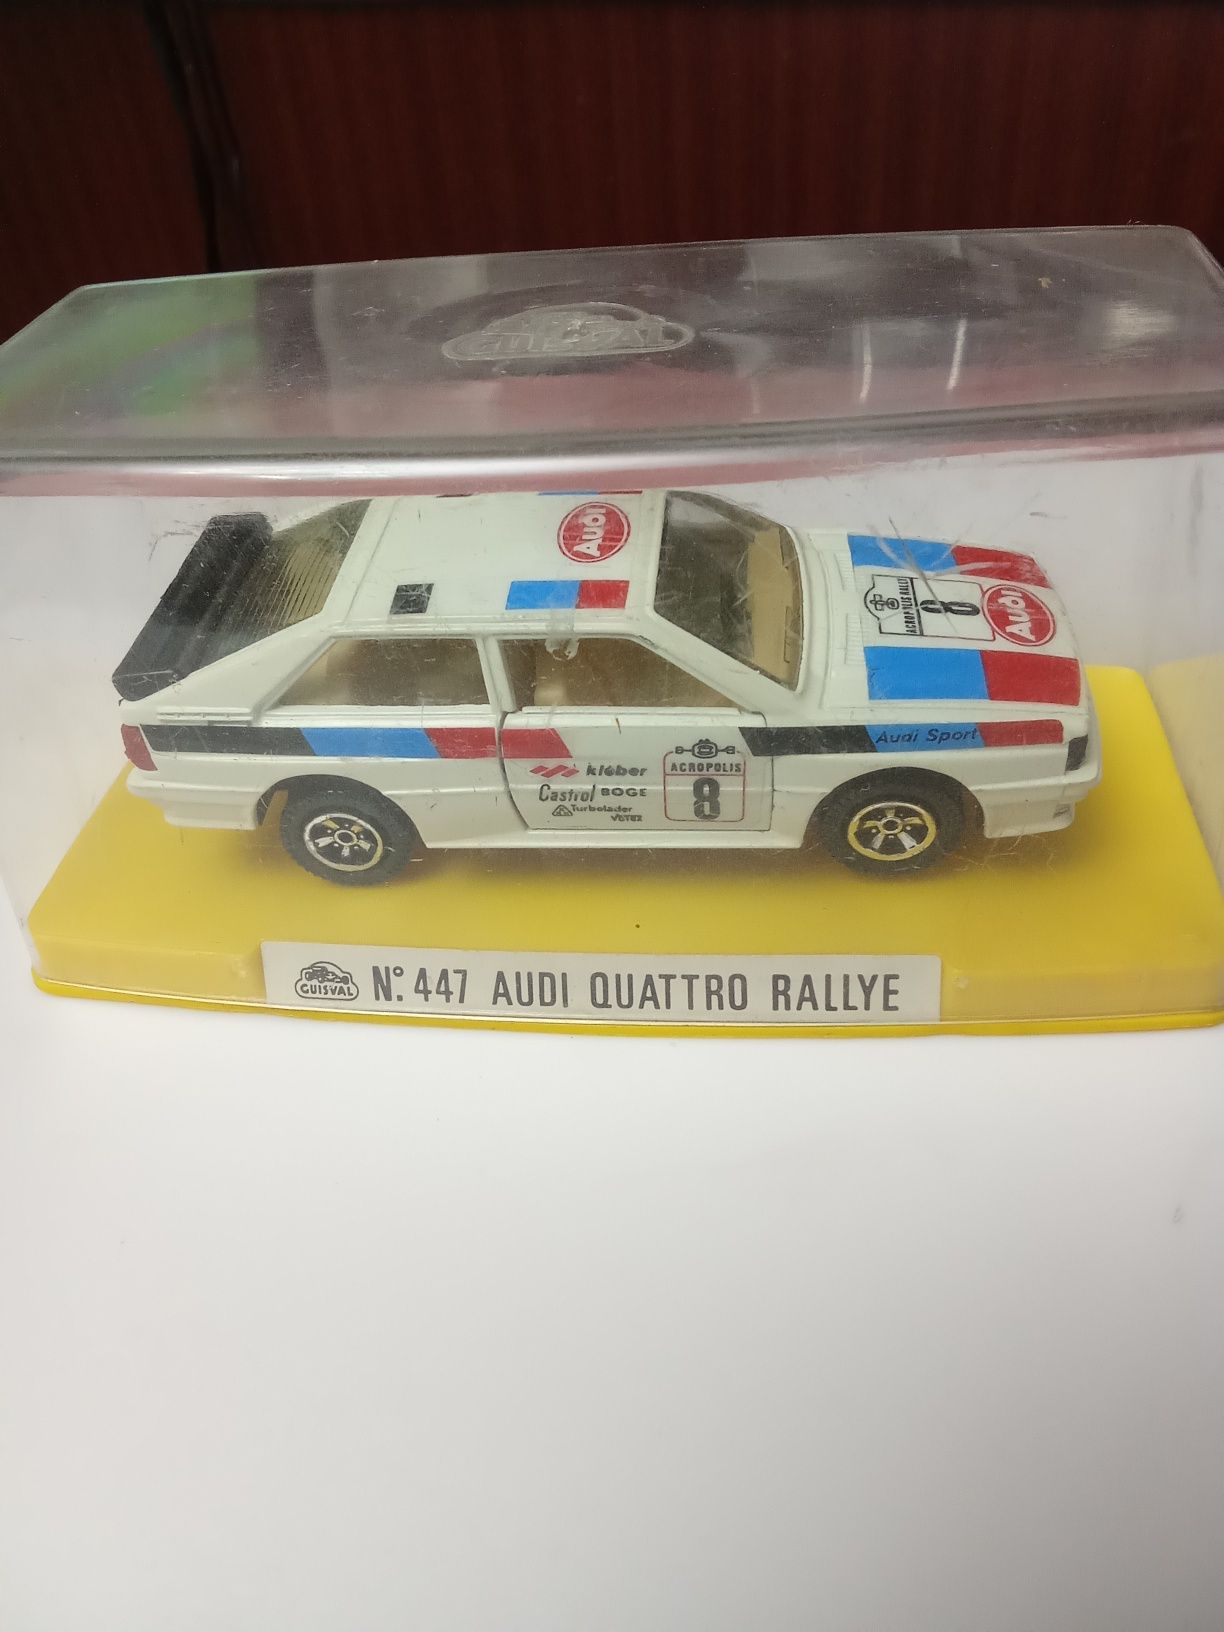 GUISVAL
Audi
ACROPOLIS RALLY
8
Audi
Audi Sport
kléber
Castrol BOGE
Turbolader
ACROPOLIS
8
GUISVAL
Nº. 447 AUDI QUATTRO RALLYE